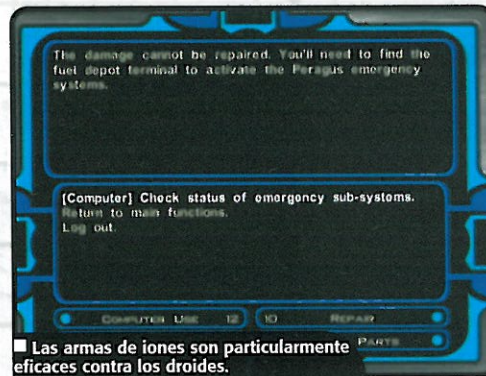 The damage cannot be repaired. You'll need to find the
fuel depot terminal to activate the Peragus emergency
systems.
[Computer] Check status of emergency sub-systems.
Return to main functions.
Log out.
COMPUTER USE 12 10 REPAIR
PARTS
■ Las armas de iones son particularmente
eficaces contra los droides.